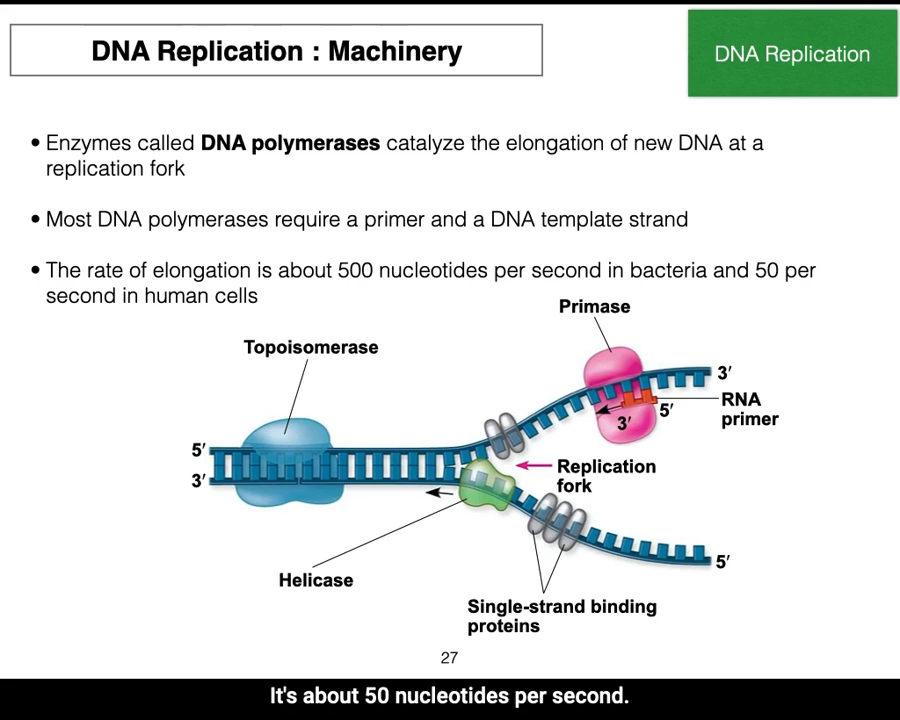 DNA Replication : Machinery
DNA Replication
• Enzymes called DNA polymerases catalyze the elongation of new DNA at a
replication fork
• Most DNA polymerases require a primer and a DNA template strand
• The rate of elongation is about 500 nucleotides per second in bacteria and 50 per
second in human cells
Primase
Topoisomerase
3′
RNA
primer
5′
3′
5′
3′
Replication
fork
5′
Helicase
Single-strand binding
proteins
27
It's about 50 nucleotides per second.